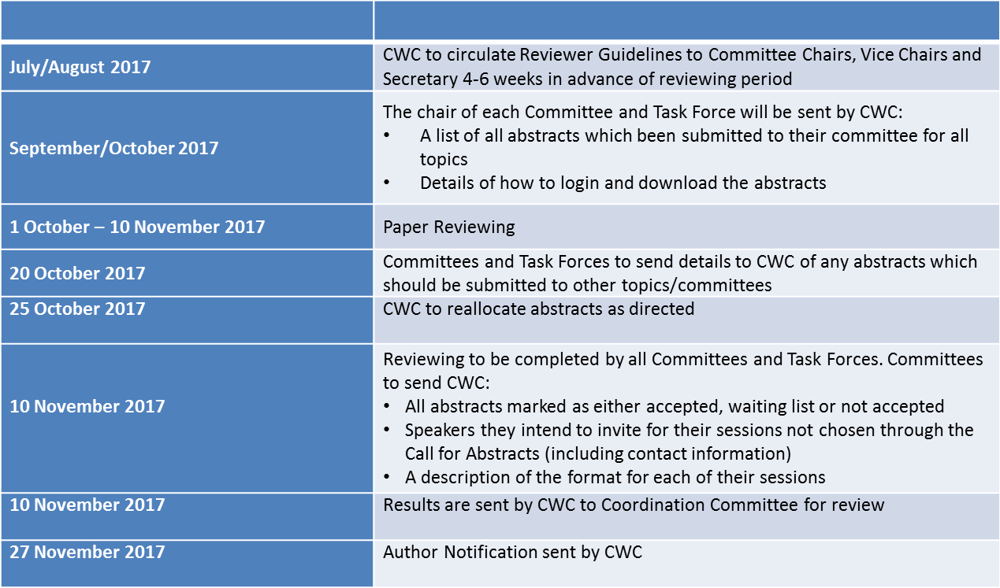 July/August 2017
CWC to circulate Reviewer Guidelines to Committee Chairs, Vice Chairs and
Secretary 4-6 weeks in advance of reviewing period
September/October 2017
The chair of each Committee and Task Force will be sent by CWC:
• A list of all abstracts which been submitted to their committee for all
topics
• Details of how to login and download the abstracts
1 October – 10 November 2017
Paper Reviewing
20 October 2017
Committees and Task Forces to send details to CWC of any abstracts which
should be submitted to other topics/committees
25 October 2017
CWC to reallocate abstracts as directed
10 November 2017
Reviewing to be completed by all Committees and Task Forces. Committees
to send CWC:
• All abstracts marked as either accepted, waiting list or not accepted
• Speakers they intend to invite for their sessions not chosen through the
Call for Abstracts (including contact information)
• A description of the format for each of their sessions
10 November 2017
Results are sent by CWC to Coordination Committee for review
27 November 2017
Author Notification sent by CWC